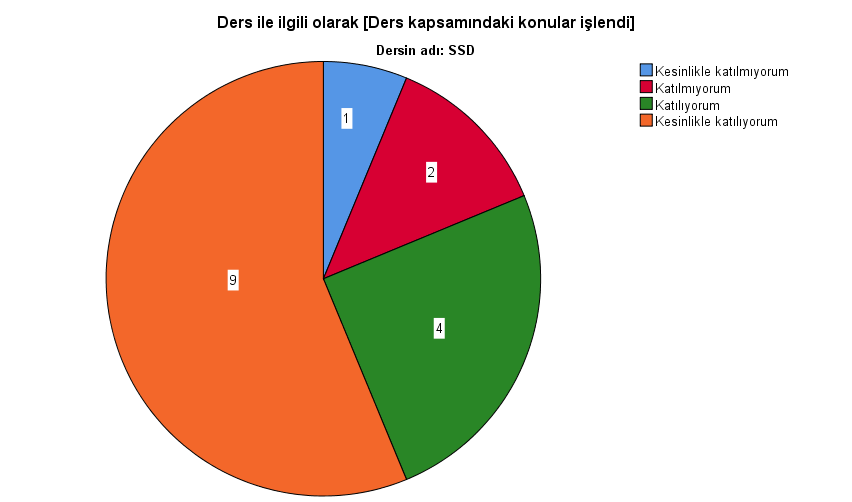 Ders ile ilgili olarak [Ders kapsamındaki konular işlendi]
Dersin adı: SSD
Kesinlikle katılmıyorum
Katılmıyorum
Katılıyorum
Kesinlikle katılıyorum
1
2
9
4